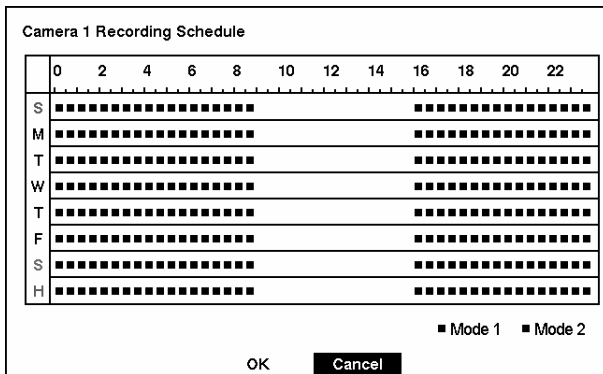 Camera 1 Recording Schedule
0 2 4 6 8 10 12 14 16 18 20 22
S
M
T
W
T
F
S
H
Mode 1 Mode 2
OK Cancel